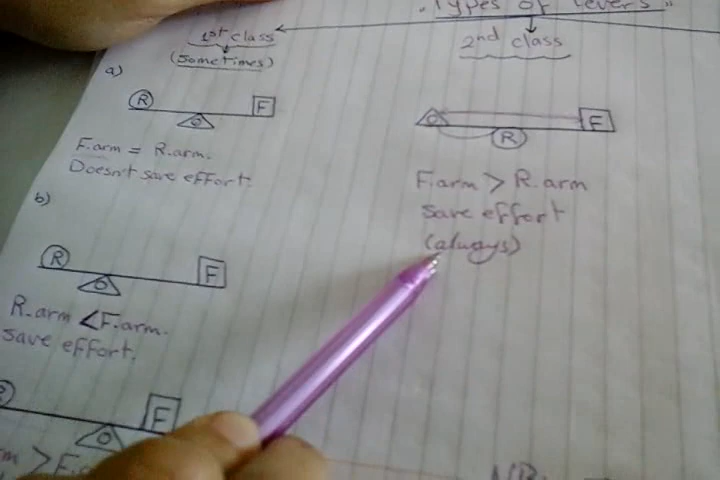 "Types of Levers"
1st class
(Sometimes)
a)
R F
O
F.arm = R.arm.
Doesn't save effort.
b)
R F
O
R.arm < F.arm.
save effort.
F
O
2nd class
O F
R
F.arm > R.arm
save effort
(always)